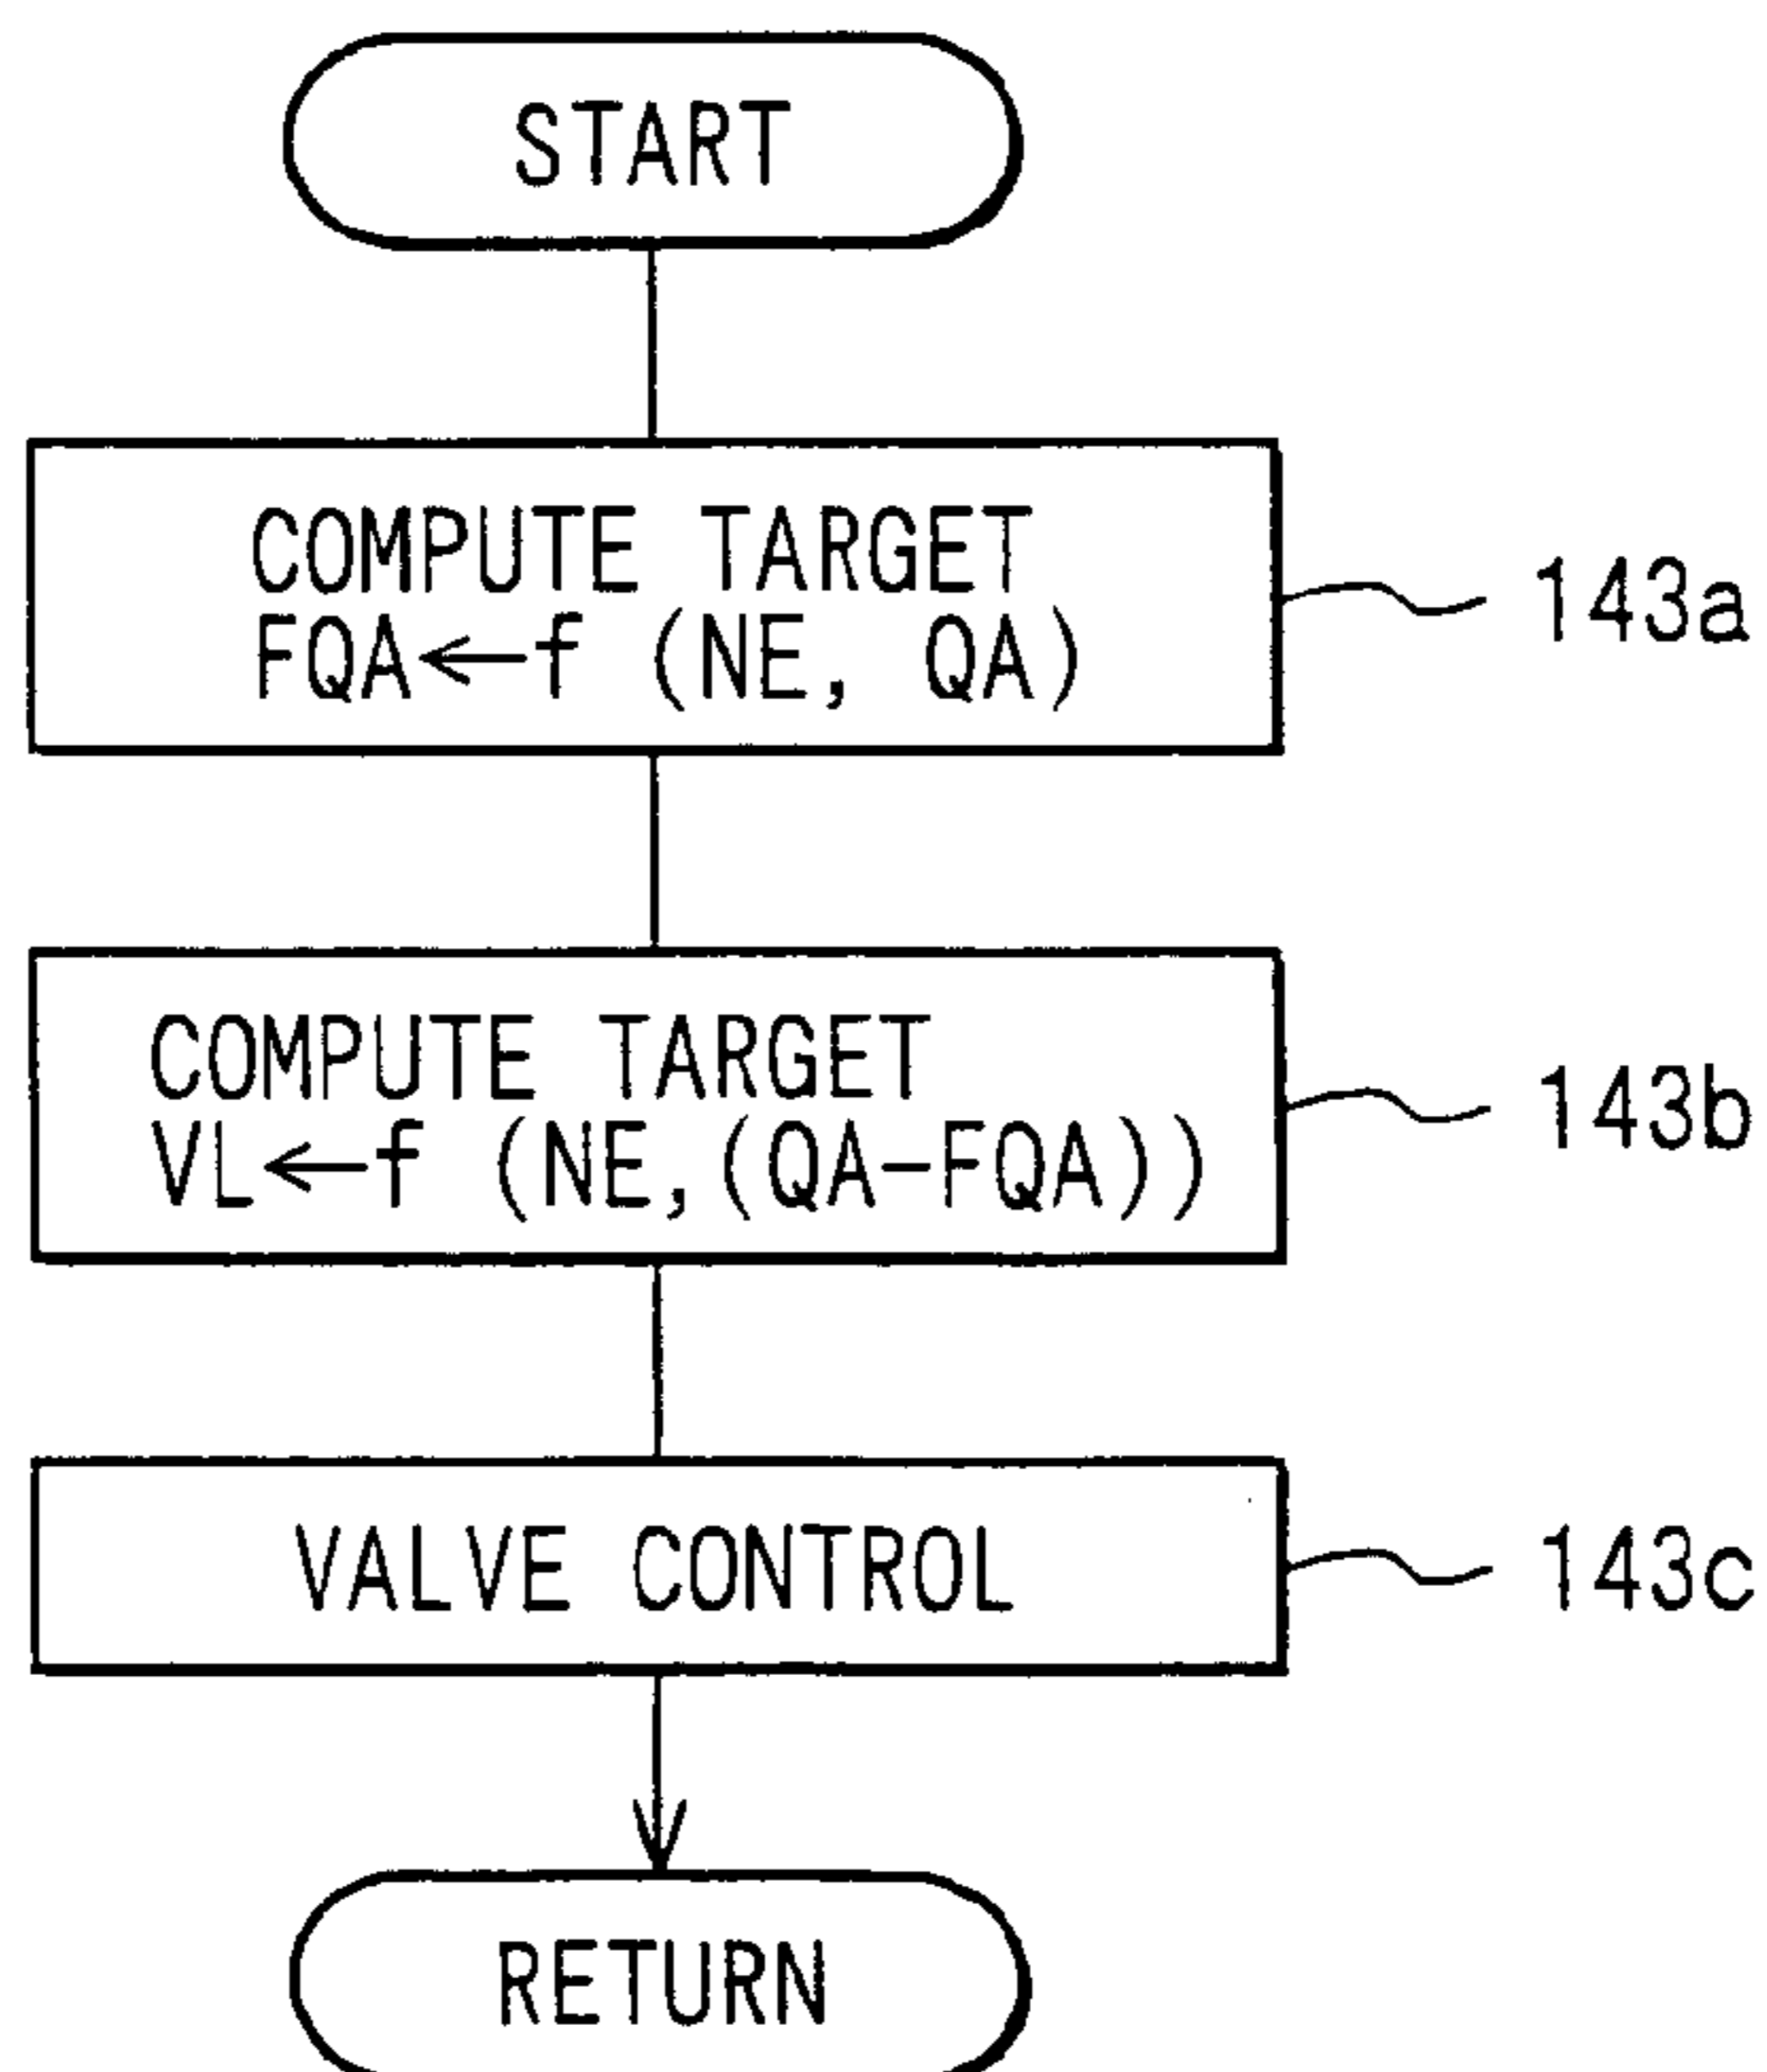 START
COMPUTE TARGET
FQA←f (NE, QA)
143a
COMPUTE TARGET
VL←f (NE,(QA−FQA))
143b
VALVE CONTROL
143c
RETURN